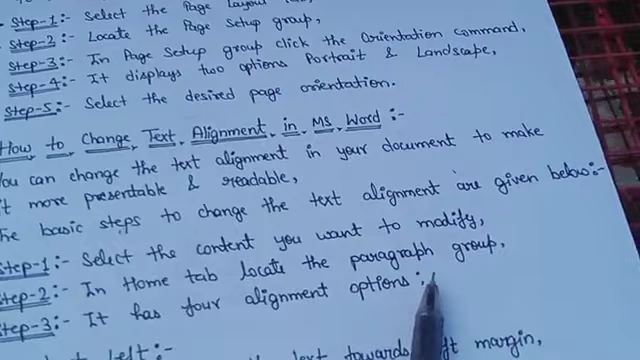 Step-1:- Select the Page Layout
Step-2:- Locate the Page Setup group,
Step-3:- In Page Setup group click the Orientation command,
Step-4:- It displays two options Portrait & Landscape,
Step-5:- Select the desired page orientation.
How to Change Text Alignment in MS Word:-
You can change the text alignment in your document to make
it more presentable & readable,
The basic steps to change the text alignment are given below:-
Step-1:- Select the content you want to modify,
Step-2:- In Home tab locate the paragraph group,
Step-3:- It has four alignment options:
left:-
text towards left margin,